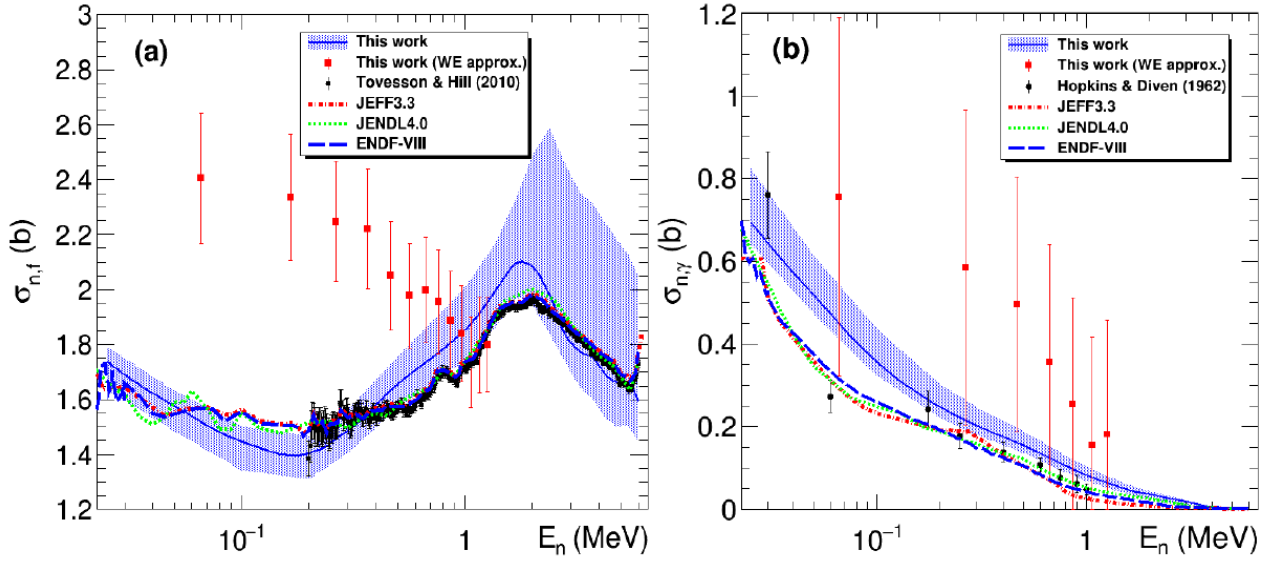 (a)
This work
This work (WE approx.)
Tovesson & Hill (2010)
JEFF3.3
JENDL4.0
ENDF-VIII
3
2.8
2.6
2.4
2.2
2
1.8
1.6
1.4
1.2
σn,f (b)
10⁻¹
1
En (MeV)
(b)
This work
This work (WE approx.)
Hopkins & Diven (1962)
JEFF3.3
JENDL4.0
ENDF-VIII
1.2
1
0.8
0.6
0.4
0.2
0
σn,γ (b)
10⁻¹
1
En (MeV)